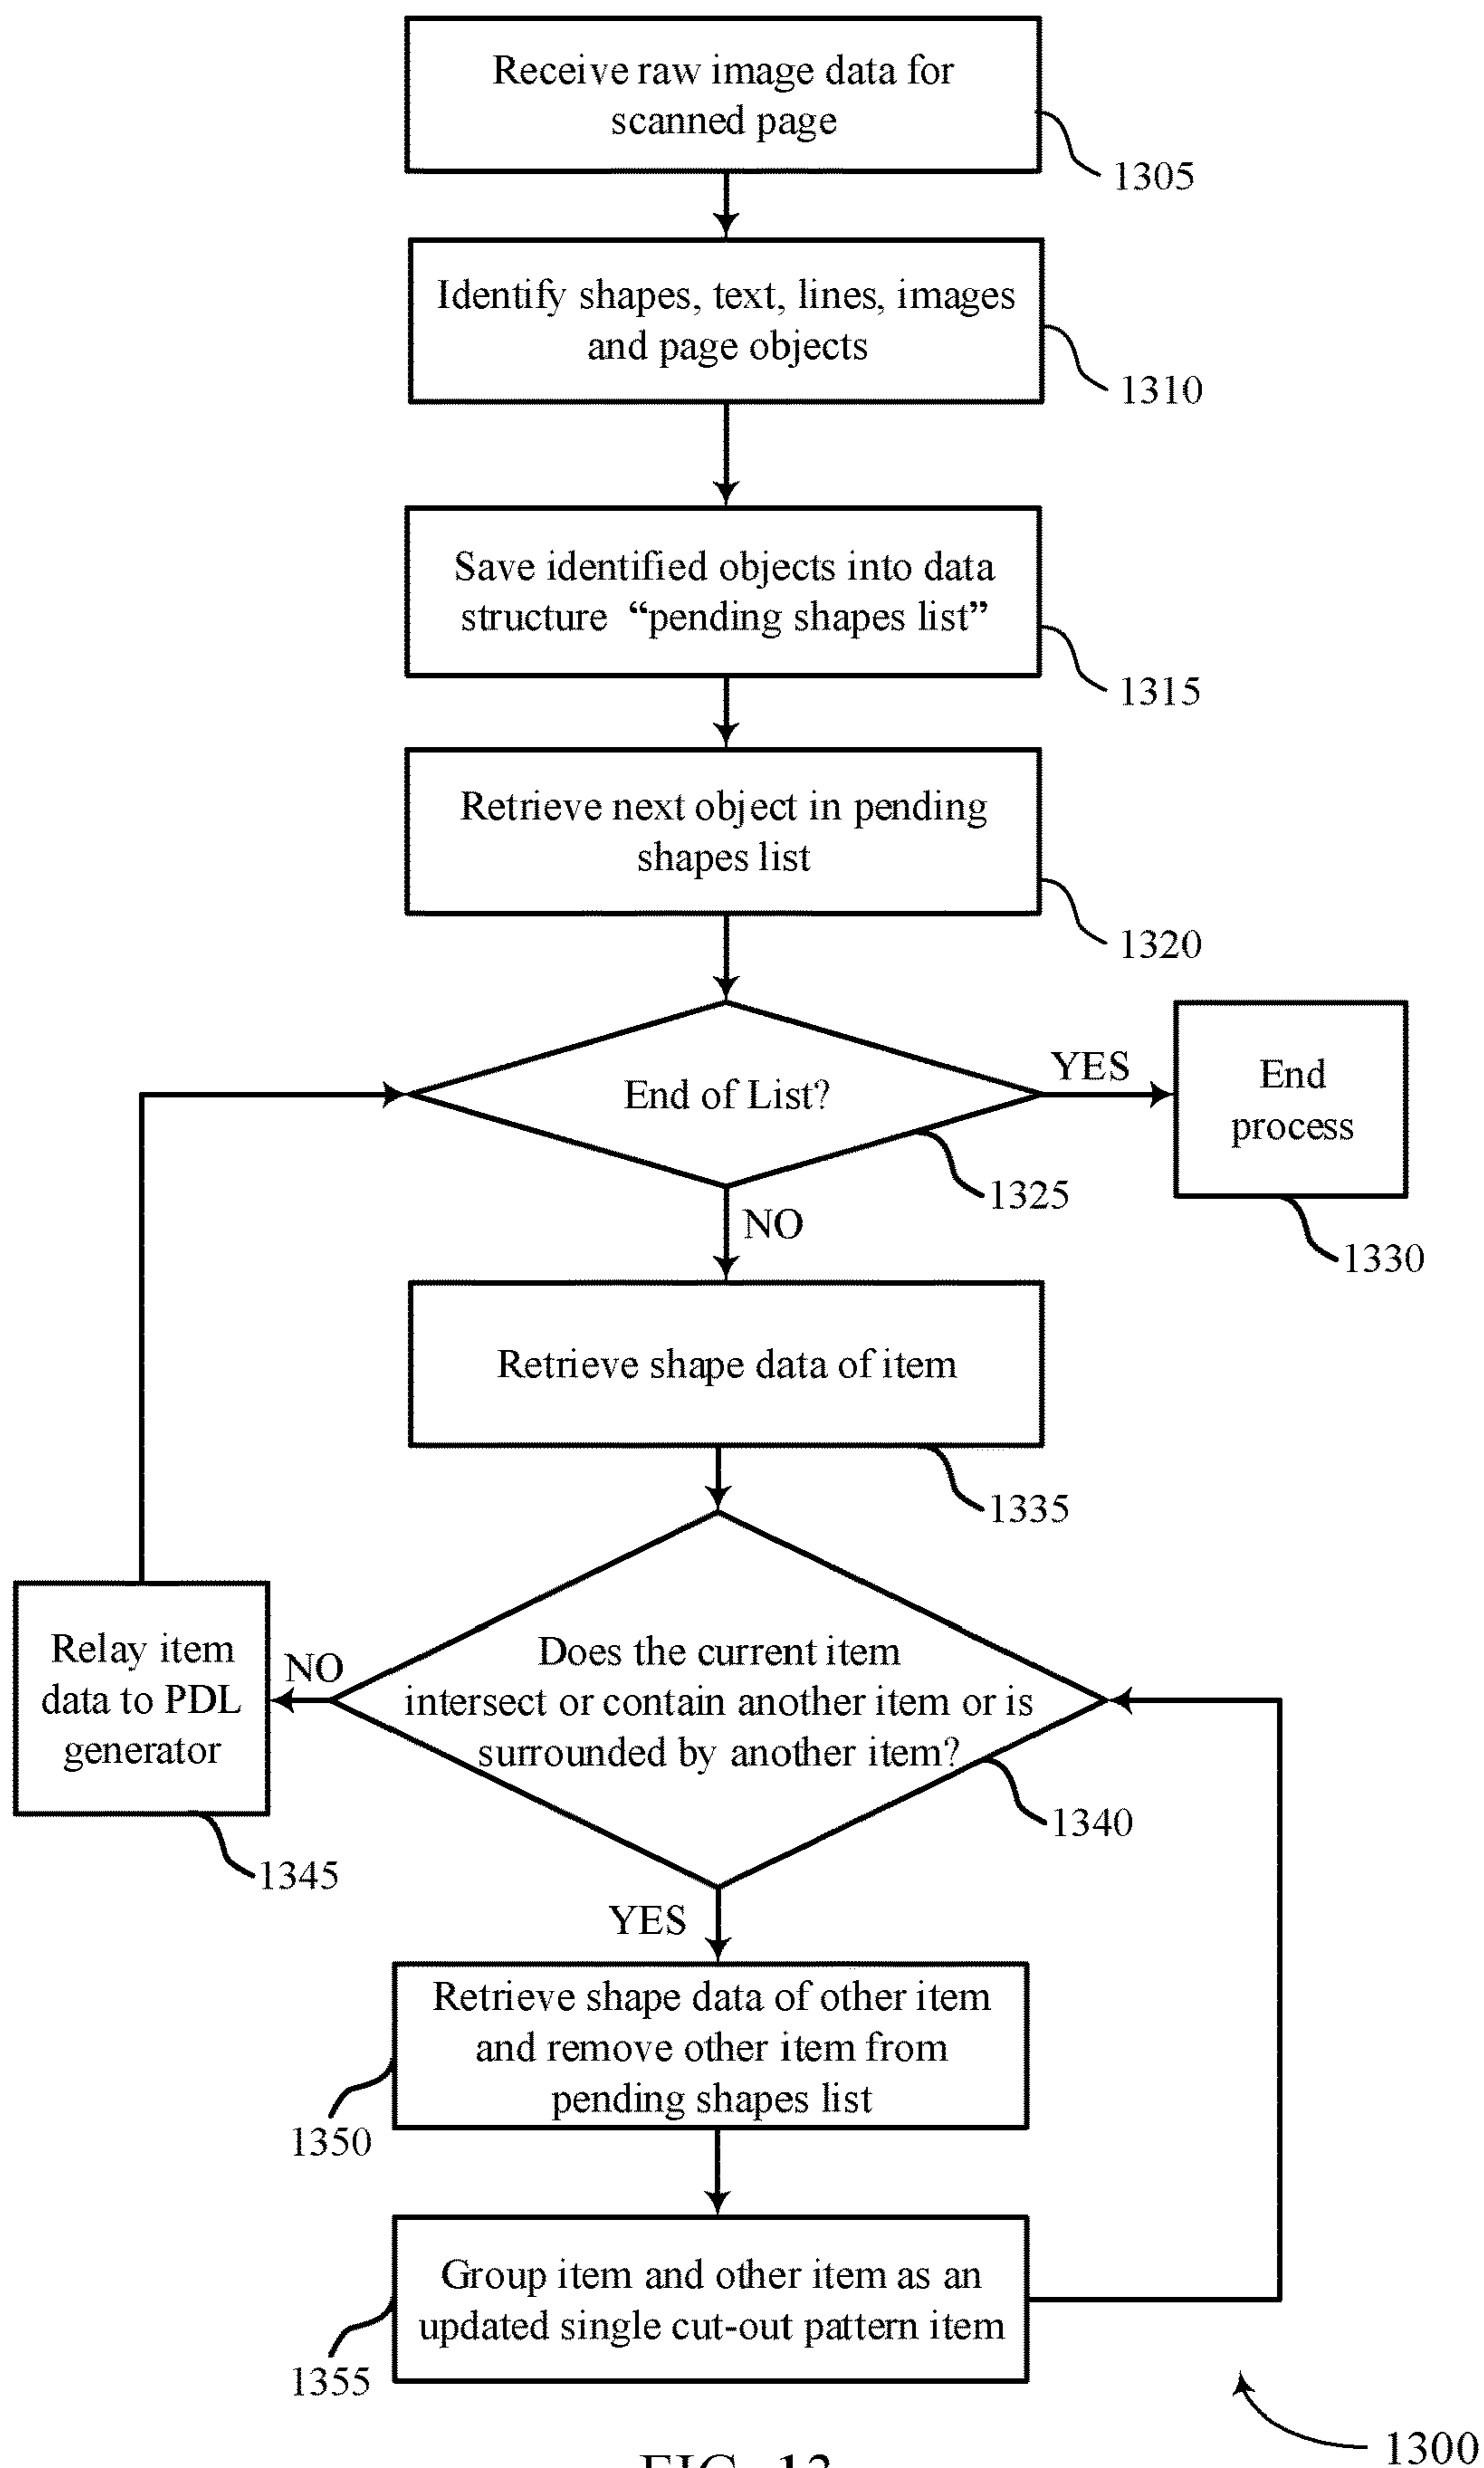 Receive raw image data for
scanned page
1305
Identify shapes, text, lines, images
and page objects
1310
Save identified objects into data
structure “pending shapes list”
1315
Retrieve next object in pending
shapes list
1320
End of List?
YES
End
process
1325
NO
1330
Retrieve shape data of item
1335
Relay item
data to PDL
generator
NO
Does the current item
intersect or contain another item or is
surrounded by another item?
1340
1345
YES
Retrieve shape data of other item
and remove other item from
pending shapes list
1350
Group item and other item as an
updated single cut-out pattern item
1355
1300
FIG. 13